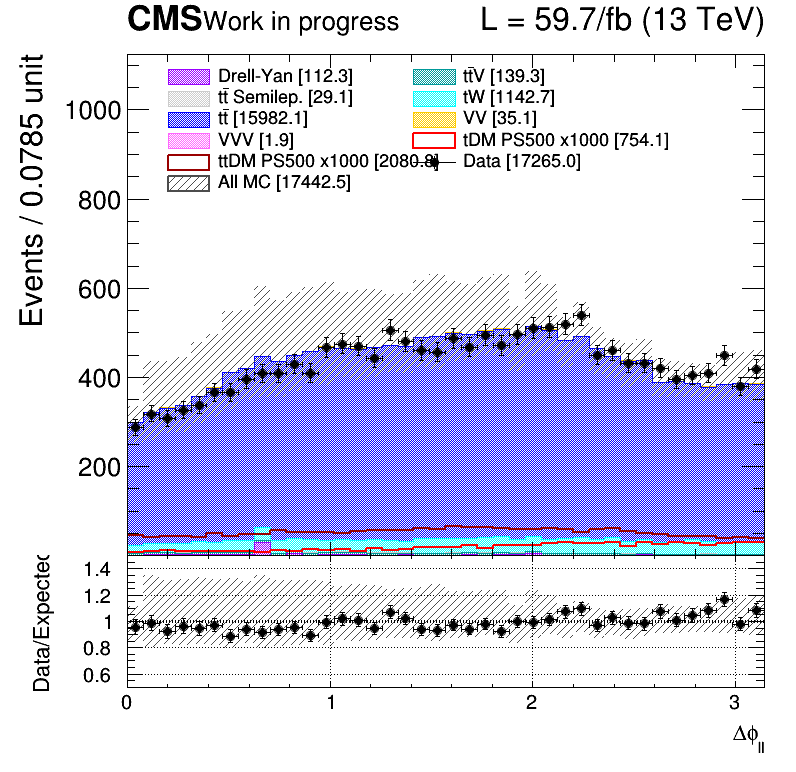 CMS Work in progress L = 59.7/fb (13 TeV)
Drell-Yan [112.3] tt̄V [139.3]
tt̄ Semilep. [29.1] tW [1142.7]
tt̄ [15982.1] VV [35.1]
VVV [1.9] tDM PS500 x1000 [754.1]
ttDM PS500 x1000 [2080.8] Data [17265.0]
All MC [17442.5]
Events / 0.0785 unit
1000
800
600
400
200
Data/Expected
1.4
1.2
1
0.8
0.6
0 1 2 3
Δϕ_ll